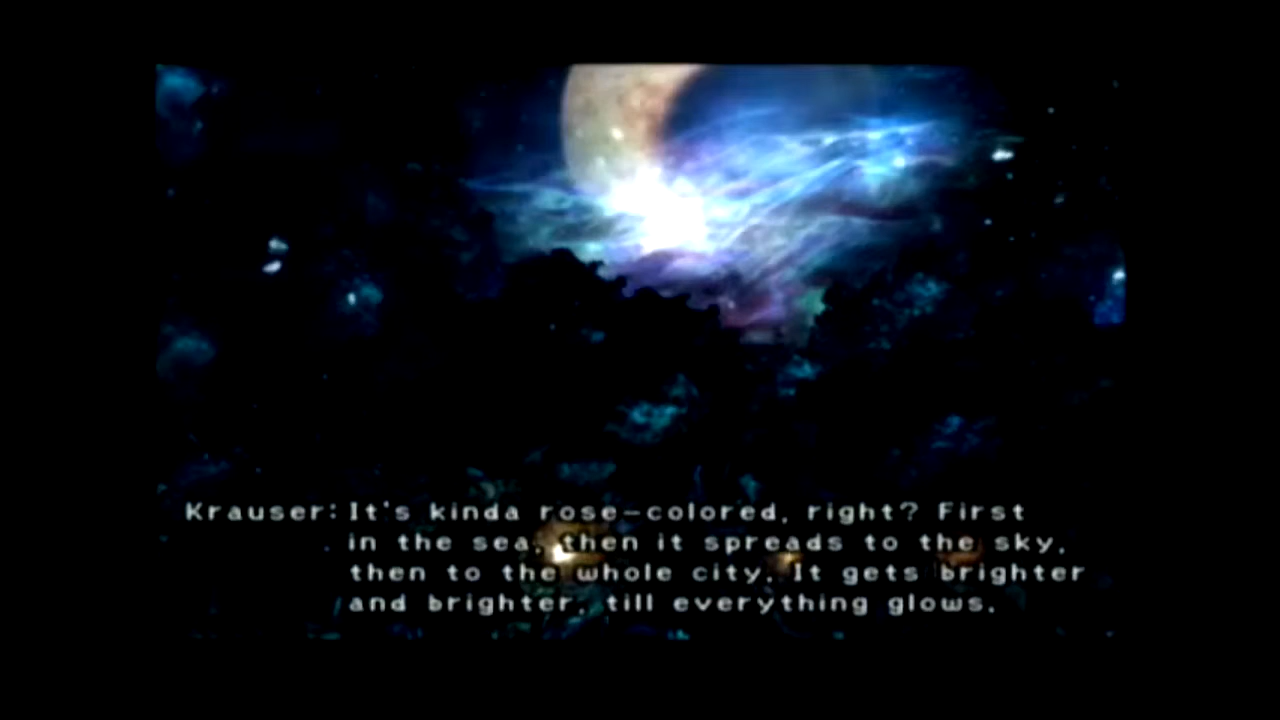 Krauser: It's kinda rose-colored, right? First
in the sea, then it spreads to the sky,
then to the whole city. It gets brighter
and brighter, till everything glows.